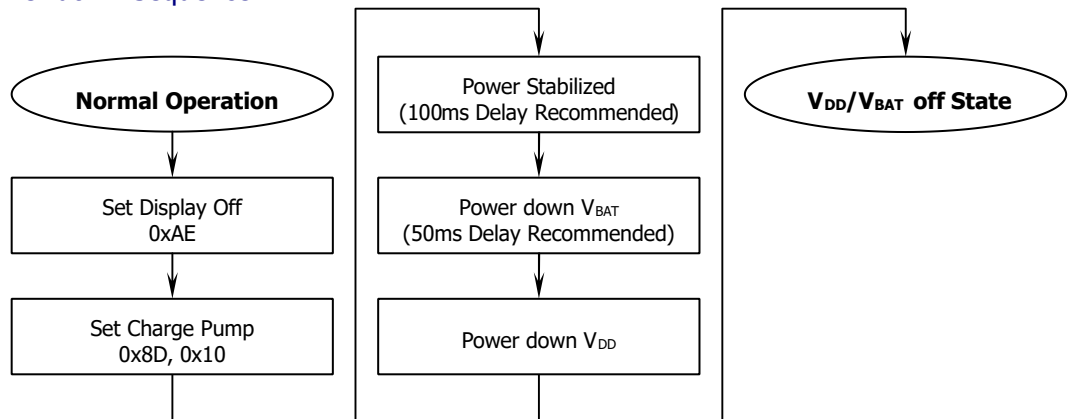 Normal Operation
Set Display Off
0xAE
Set Charge Pump
0x8D, 0x10
Power Stabilized
(100ms Delay Recommended)
Power down VBAT
(50ms Delay Recommended)
Power down VDD
VDD/VBAT off State